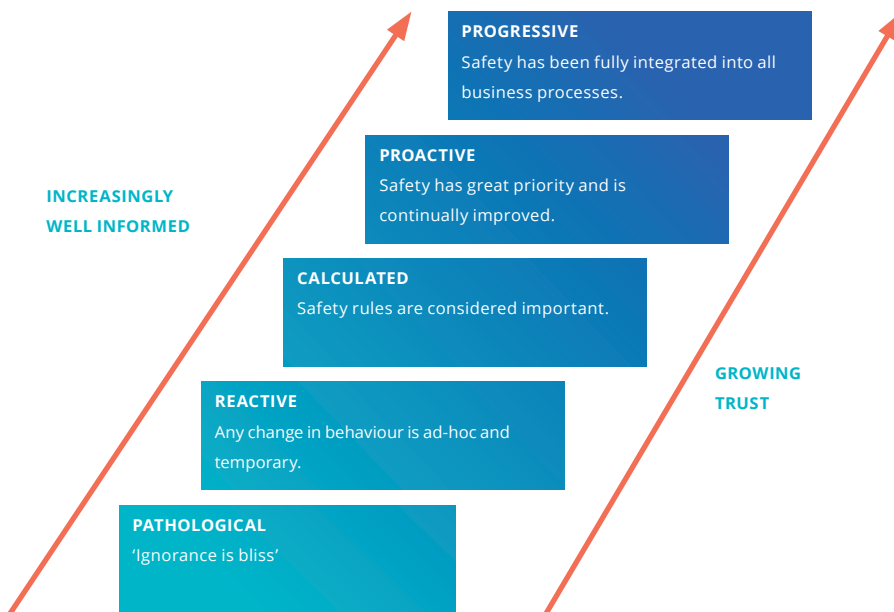 PROGRESSIVE
Safety has been fully integrated into all
business processes.
PROACTIVE
Safety has great priority and is
continually improved.
INCREASINGLY
WELL INFORMED
CALCULATED
Safety rules are considered important.
GROWING
TRUST
REACTIVE
Any change in behaviour is ad-hoc and
temporary.
PATHOLOGICAL
‘Ignorance is bliss’